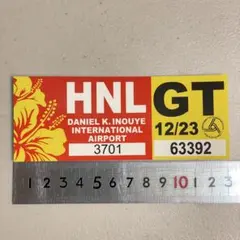 HNL GT
DANIEL K. INOUYE
INTERNATIONAL
AIRPORT
3701
12/23
63392
1 2 3 4 5 6 7 8 9 10 1 2 3